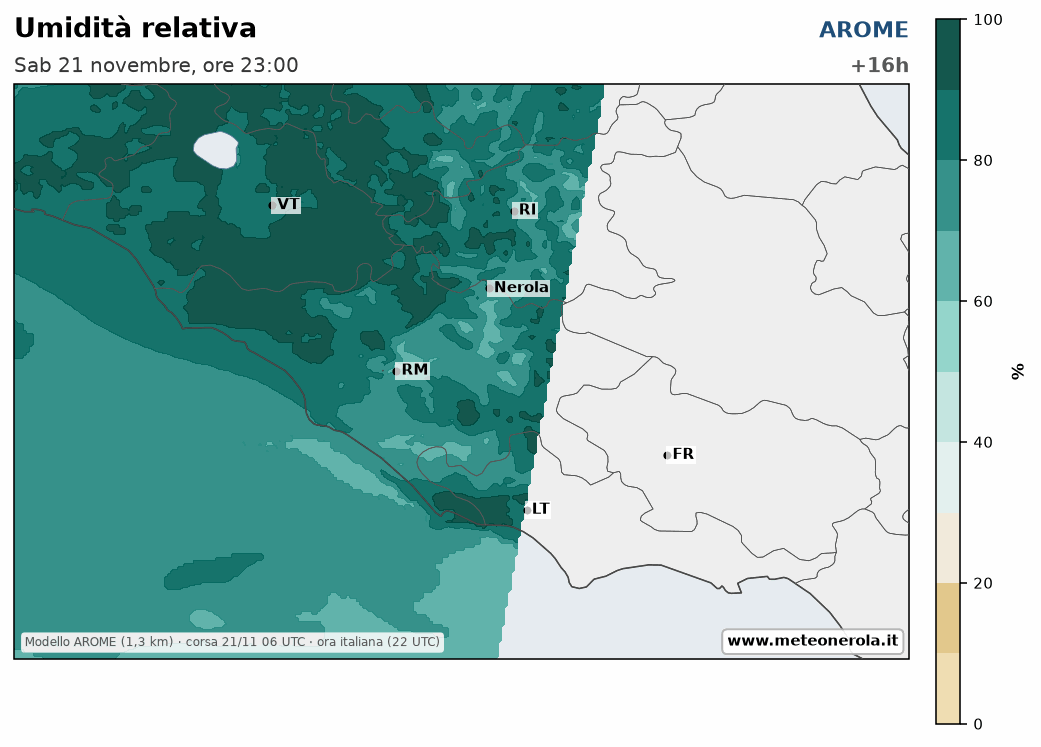 Umidità relativa
AROME
Sab 21 novembre, ore 23:00
+16h
100
80
60
40
20
0
%
VT
RI
Nerola
RM
FR
LT
Modello AROME (1,3 km) · corsa 21/11 06 UTC · ora italiana (22 UTC)
www.meteonerola.it